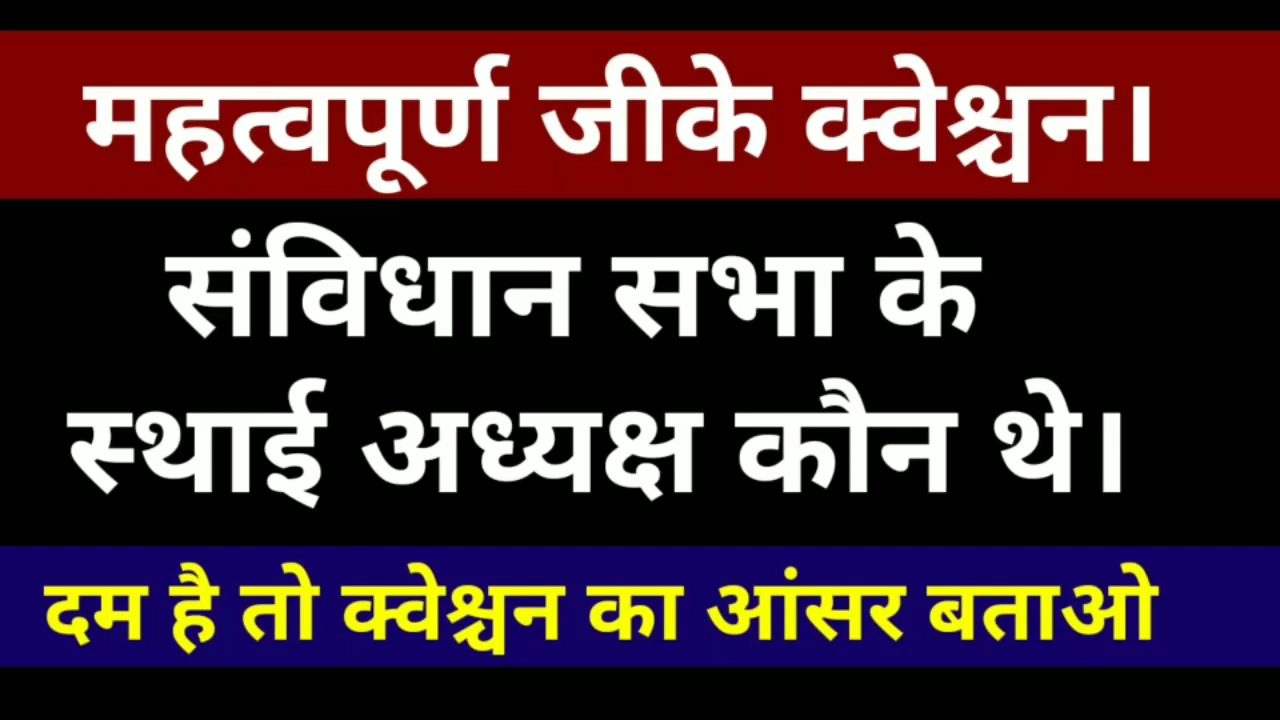 महत्वपूर्ण जीके क्वेश्चन।
संविधान सभा के
स्थाई अध्यक्ष कौन थे।
दम है तो क्वेश्चन का आंसर बताओ